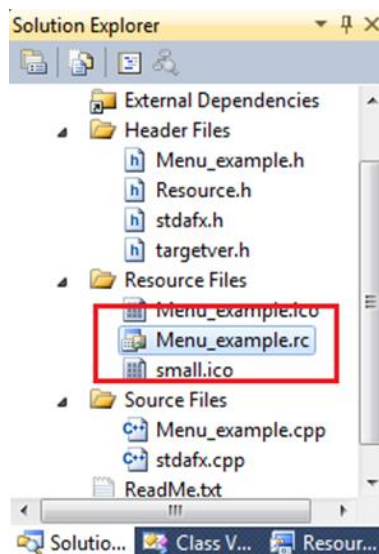 Solution Explorer
External Dependencies
Header Files
Menu_example.h
Resource.h
stdafx.h
targetver.h
Resource Files
Menu_example.ico
Menu_example.rc
small.ico
Source Files
Menu_example.cpp
stdafx.cpp
ReadMe.txt
Solutio... Class V... Resour...